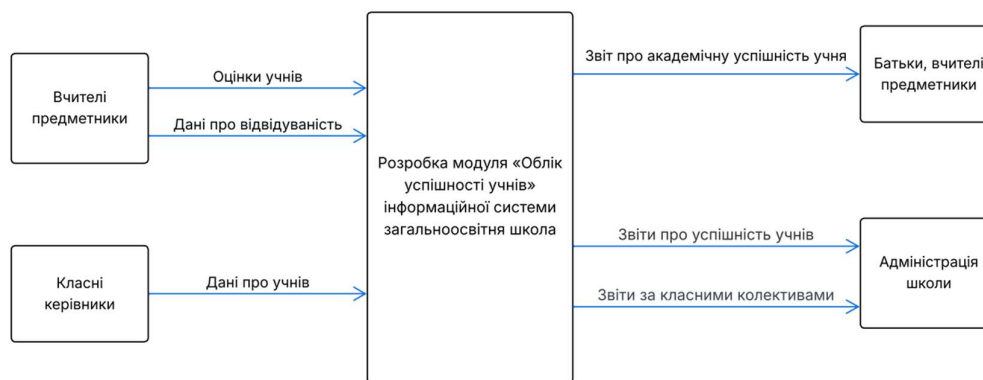 Вчителі
предметники
Оцінки учнів
Дані про відвідуваність
Класні
керівники
Дані про учнів
Розробка модуля «Облік
успішності учнів»
інформаційної системи
загальноосвітня школа
Звіт про академічну успішність учня
Батьки, вчителі
предметники
Звіти про успішність учнів
Звіти за класними колективами
Адміністрація
школи